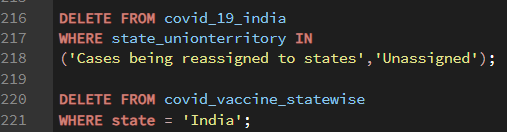 216 DELETE FROM covid_19_india
217 WHERE state_unionterritory IN
218 ('Cases being reassigned to states','Unassigned');
219
220 DELETE FROM covid_vaccine_statewise
221 WHERE state = 'India';